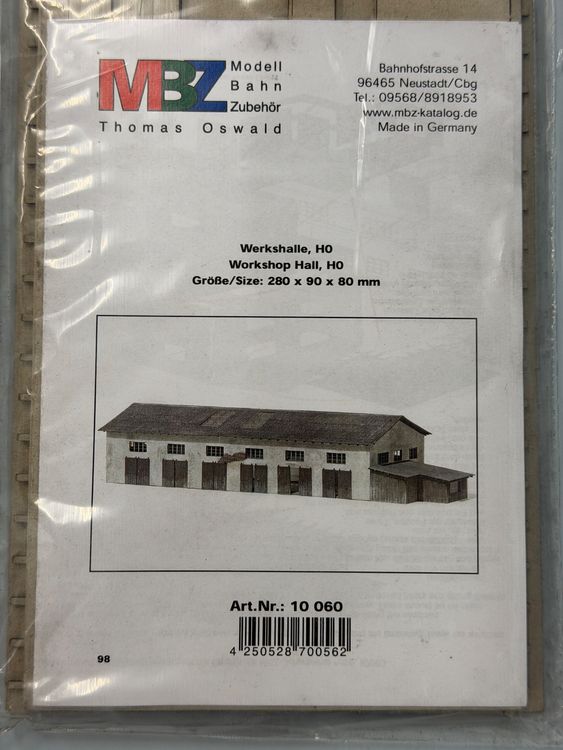 MBZ
Modell
Bahn
Zubehör
Thomas Oswald
Bahnhofstrasse 14
96465 Neustadt/Cbg
Tel.: 09568/8918953
www.mbz-katalog.de
Made in Germany
Werkshalle, H0
Workshop Hall, H0
Größe/Size: 280 x 90 x 80 mm
Art.Nr.: 10 060
4 250528 700562
98